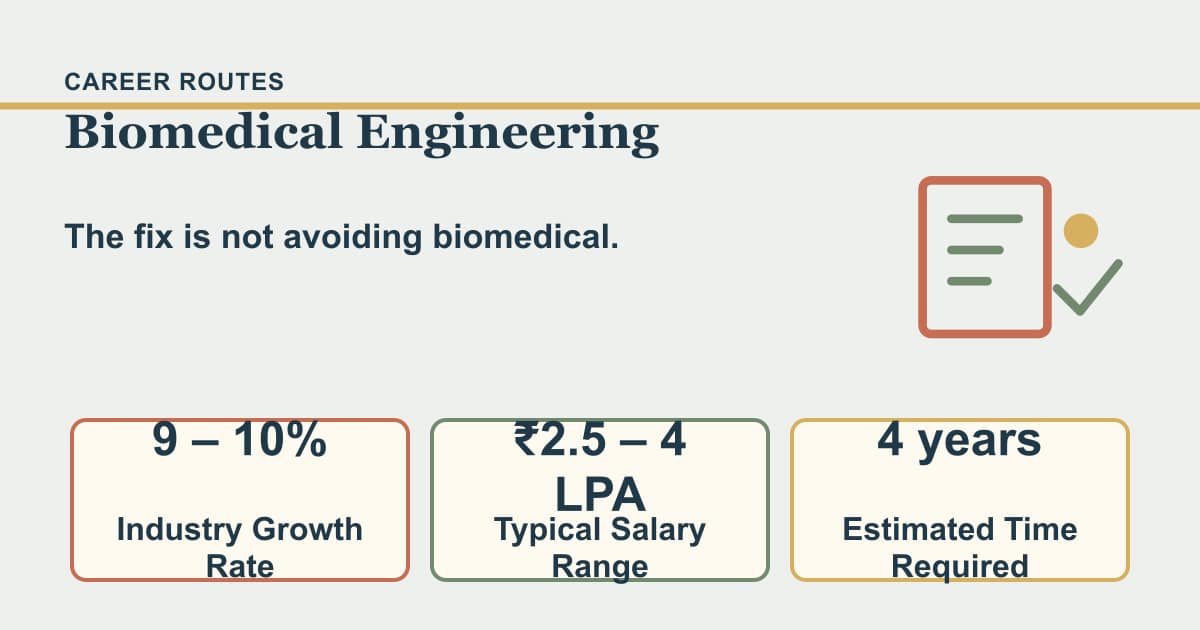 CAREER ROUTES
Biomedical Engineering
The fix is not avoiding biomedical.
9 – 10%
Industry Growth
Rate
₹2.5 – 4
LPA
Typical Salary
Range
4 years
Estimated Time
Required